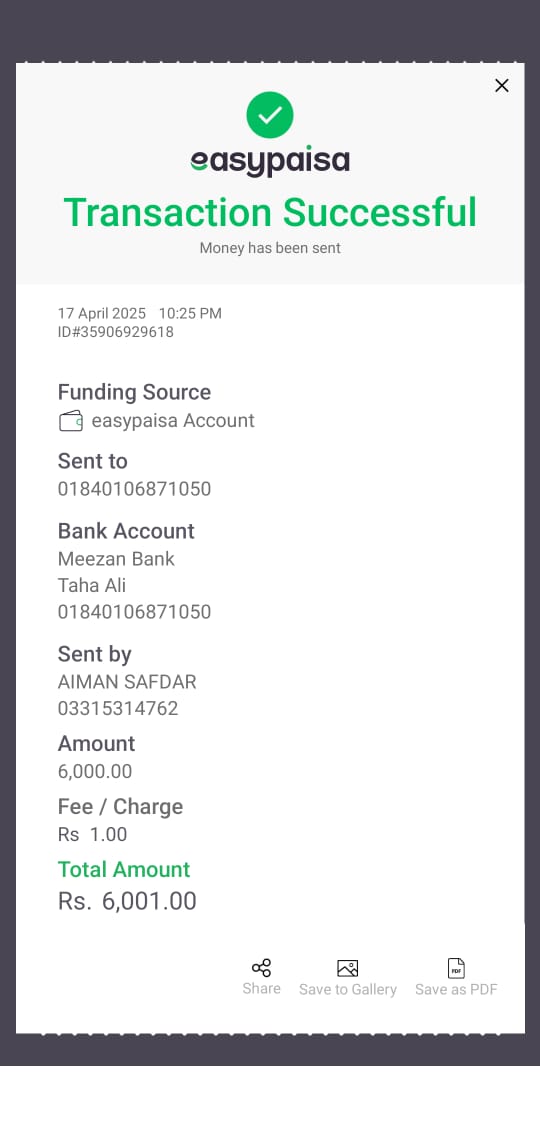 easypaisa
Transaction Successful
Money has been sent
17 April 2025 10:25 PM
ID#35906929618
Funding Source
easypaisa Account
Sent to
01840106871050
Bank Account
Meezan Bank
Taha Ali
01840106871050
Sent by
AIMAN SAFDAR
03315314762
Amount
6,000.00
Fee / Charge
Rs 1.00
Total Amount
Rs. 6,001.00
PDF
Share Save to Gallery Save as PDF